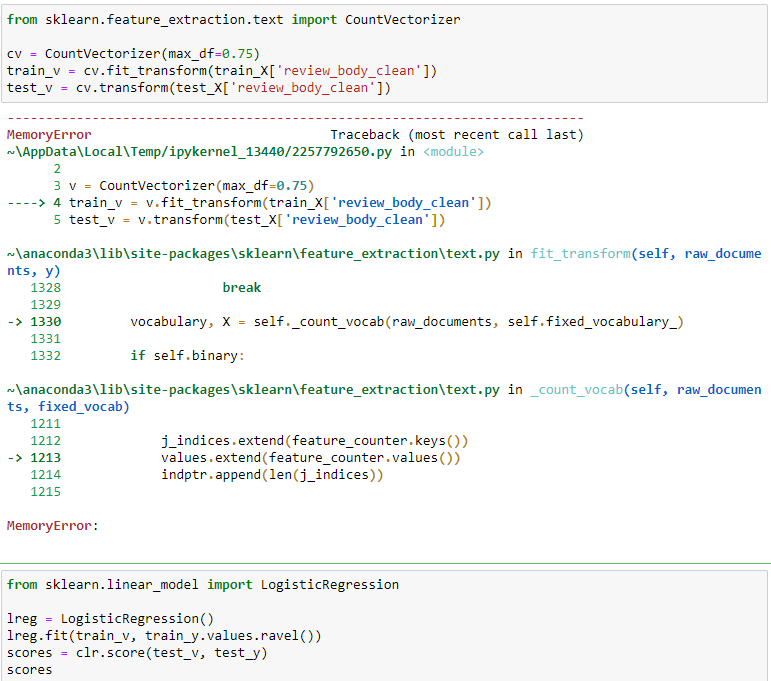 from sklearn.feature_extraction.text import CountVectorizer
cv = CountVectorizer(max_df=0.75)
train_v = cv.fit_transform(train_X['review_body_clean'])
test_v = cv.transform(test_X['review_body_clean'])
---------------------------------------------------------------------------
MemoryError                               Traceback (most recent call last)
~\AppData\Local\Temp/ipykernel_13440/2257792650.py in <module>
      2
      3 v = CountVectorizer(max_df=0.75)
----> 4 train_v = v.fit_transform(train_X['review_body_clean'])
      5 test_v = v.transform(test_X['review_body_clean'])
~\anaconda3\lib\site-packages\sklearn\feature_extraction\text.py in fit_transform(self, raw_docume
nts, y)
   1328                     break
   1329
-> 1330         vocabulary, X = self._count_vocab(raw_documents, self.fixed_vocabulary_)
   1331
   1332         if self.binary:
~\anaconda3\lib\site-packages\sklearn\feature_extraction\text.py in _count_vocab(self, raw_documen
ts, fixed_vocab)
   1211
   1212             j_indices.extend(feature_counter.keys())
-> 1213             values.extend(feature_counter.values())
   1214             indptr.append(len(j_indices))
   1215
MemoryError:
from sklearn.linear_model import LogisticRegression
lreg = LogisticRegression()
lreg.fit(train_v, train_y.values.ravel())
scores = clr.score(test_v, test_y)
scores